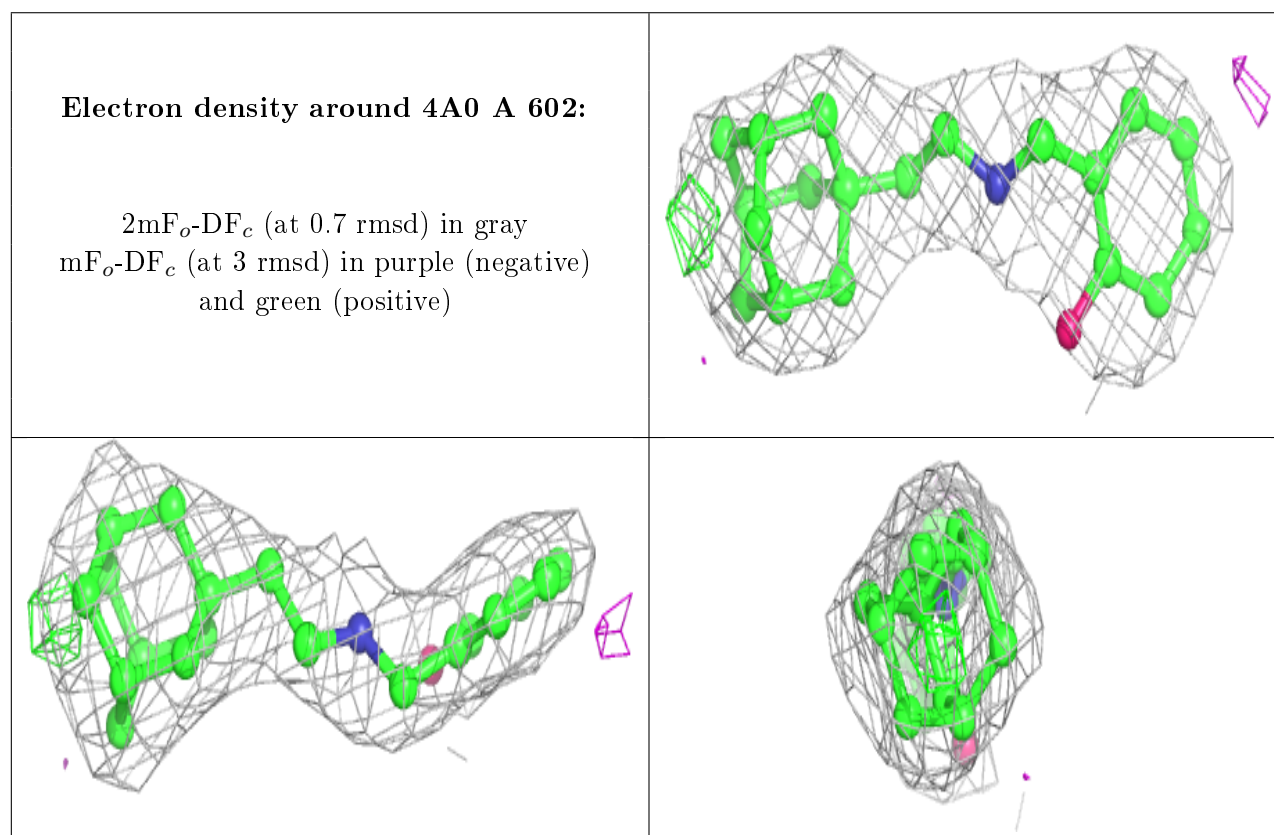 Electron density around 4A0 A 602:
2mFo-DFc (at 0.7 rmsd) in gray
mFo-DFc (at 3 rmsd) in purple (negative)
and green (positive)